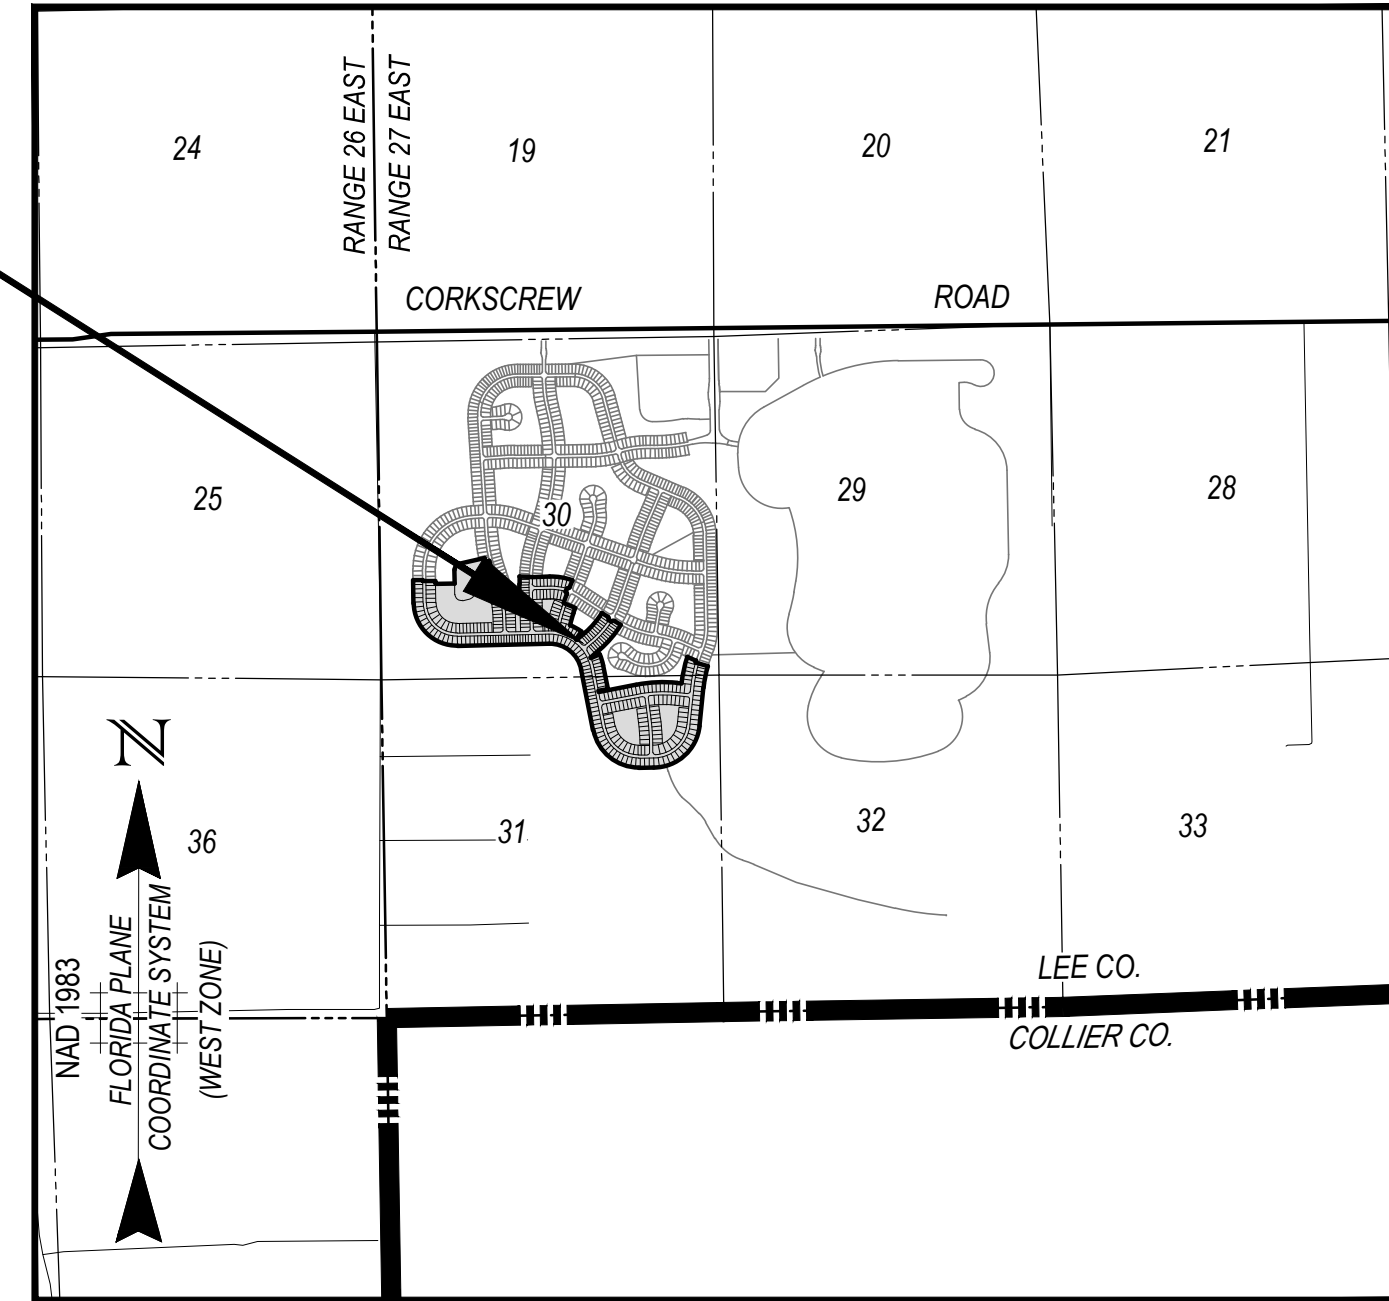 RANGE 26 EAST
RANGE 27 EAST
24
19
20
21
CORKSCREW ROAD
25
30
29
28
N
36
31
32
33
NAD 1983
FLORIDA PLANE
COORDINATE SYSTEM
(WEST ZONE)
LEE CO.
COLLIER CO.